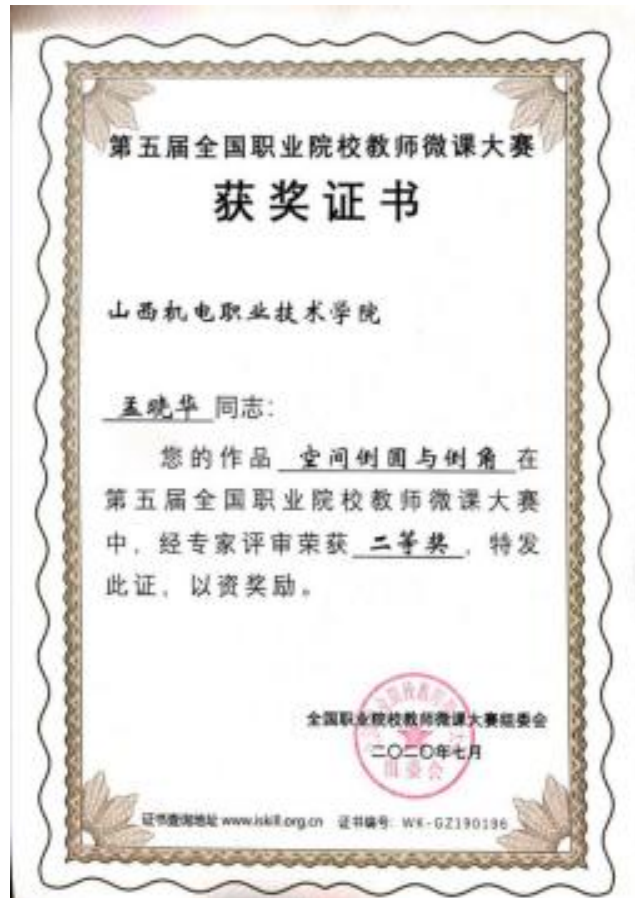 第五届全国职业院校教师微课大赛
获奖证书
山西机电职业技术学院
孟晓华 同志：
您的作品 空间倒圆与倒角 在
第五届全国职业院校教师微课大赛
中，经专家评审荣获 二等奖 ，特发
此证，以资奖励。
全国职业院校教师微课大赛组委会
二〇二〇年七月
组委会
证书查询地址 www.iskill.org.cn 证书编号：WK-GZ190196